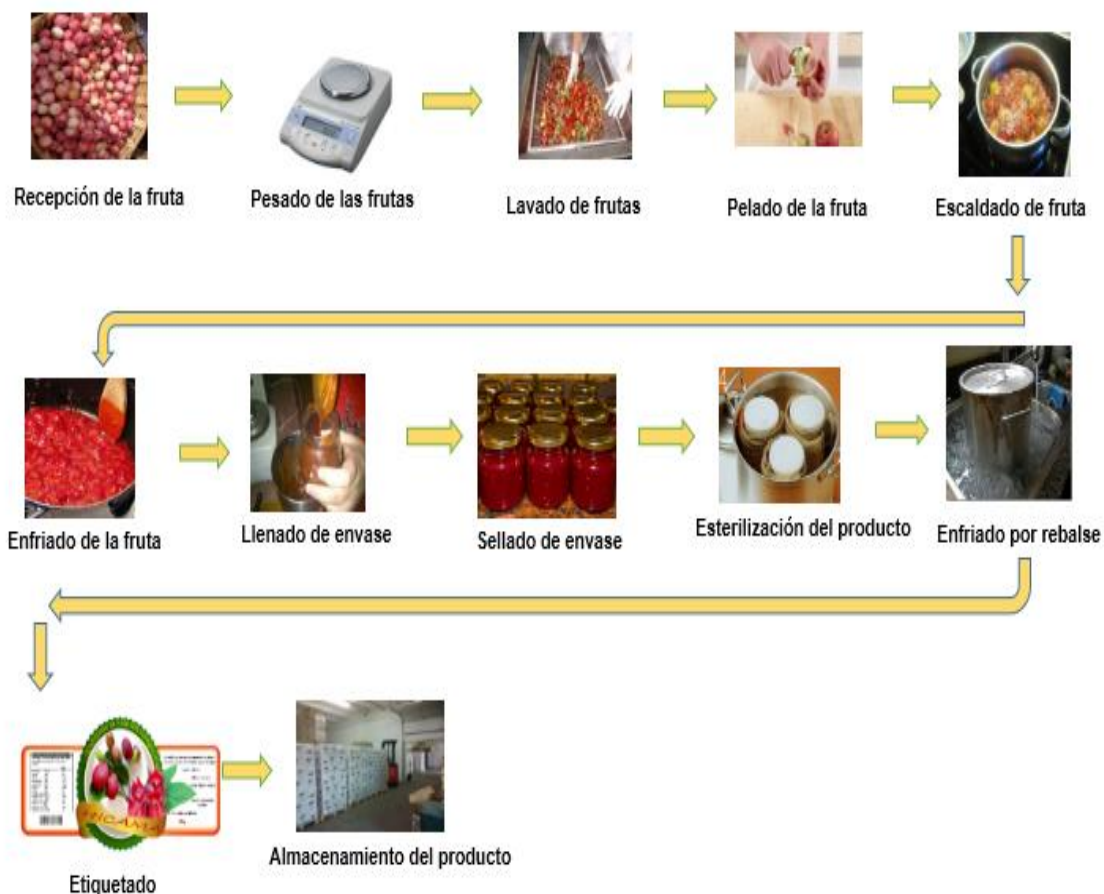 Recepción de la fruta
Pesado de las frutas
Lavado de frutas
Pelado de la fruta
Escaldado de fruta
Enfriado de la fruta
Llenado de envase
Sellado de envase
Esterilización del producto
Enfriado por rebalse
Etiquetado
Almacenamiento del producto